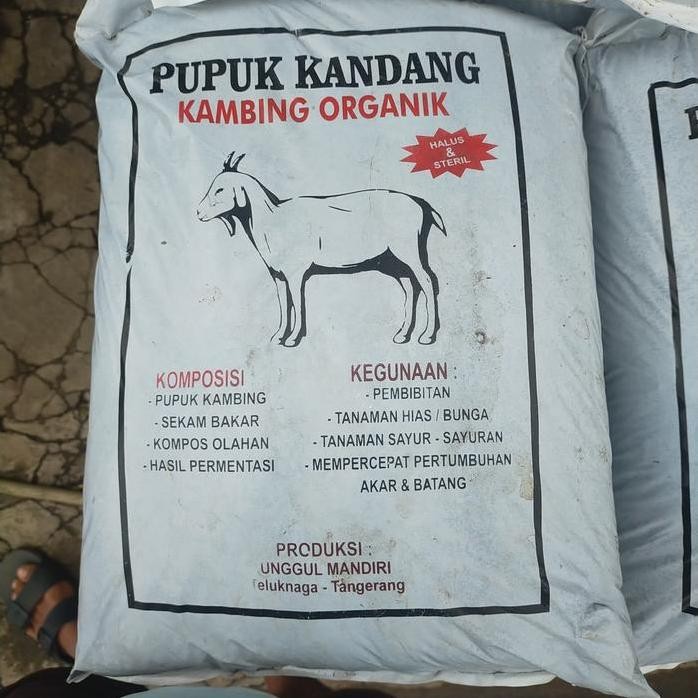 PUPUK KANDANG
KAMBING ORGANIK
HALUS
&
STERIL
KOMPOSISI
- PUPUK KAMBING
- SEKAM BAKAR
- KOMPOS OLAHAN
- HASIL PERMENTASI
KEGUNAAN :
- PEMBIBITAN
- TANAMAN HIAS / BUNGA
- TANAMAN SAYUR - SAYURAN
- MEMPERCEPAT PERTUMBUHAN
AKAR & BATANG
PRODUKSI :
UNGGUL MANDIRI
eluknaga - Tangerang